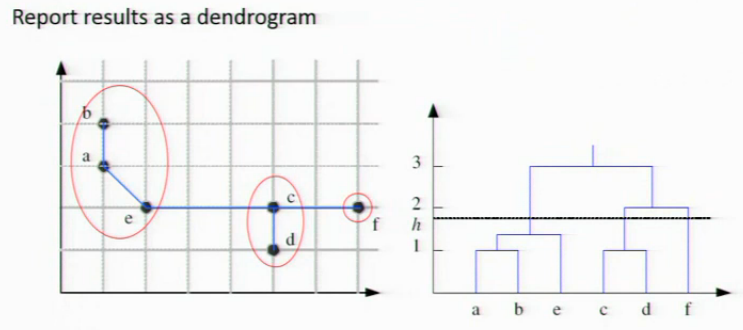 Report results as a dendrogram
b
a
e
c
d
f
3
2
h
1
a b e c d f